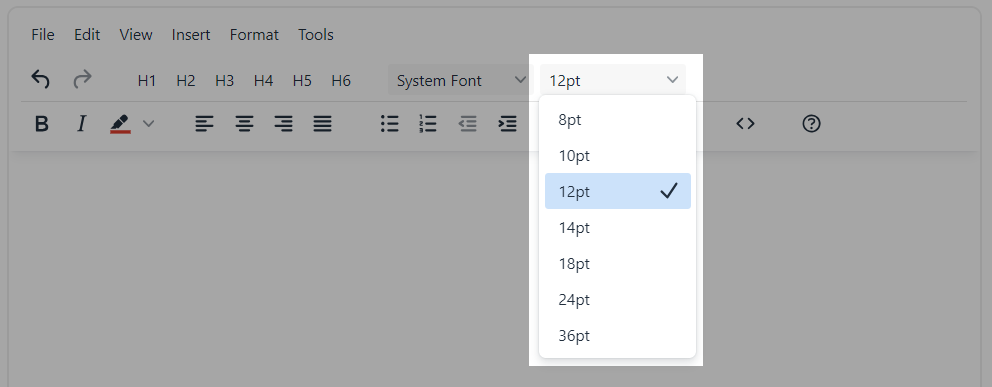 File Edit View Insert Format Tools
H1 H2 H3 H4 H5 H6 System Font 12pt
B I
8pt
10pt
12pt
14pt
18pt
24pt
36pt